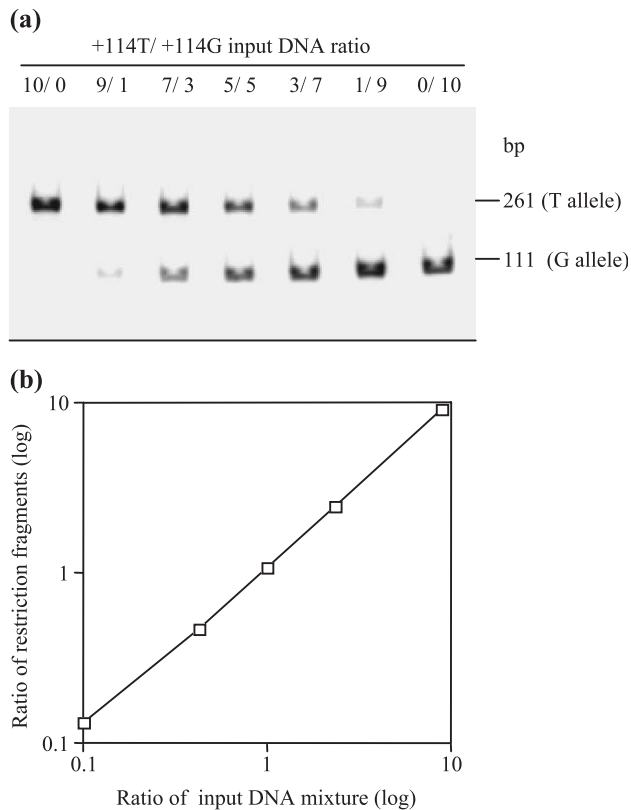 (a)
+114T/ +114G input DNA ratio
10/ 0 9/ 1 7/ 3 5/ 5 3/ 7 1/ 9 0/ 10
bp
261 (T allele)
111 (G allele)
(b)
Ratio of restriction fragments (log)
10
1
0.1
0.1 1 10
Ratio of input DNA mixture (log)